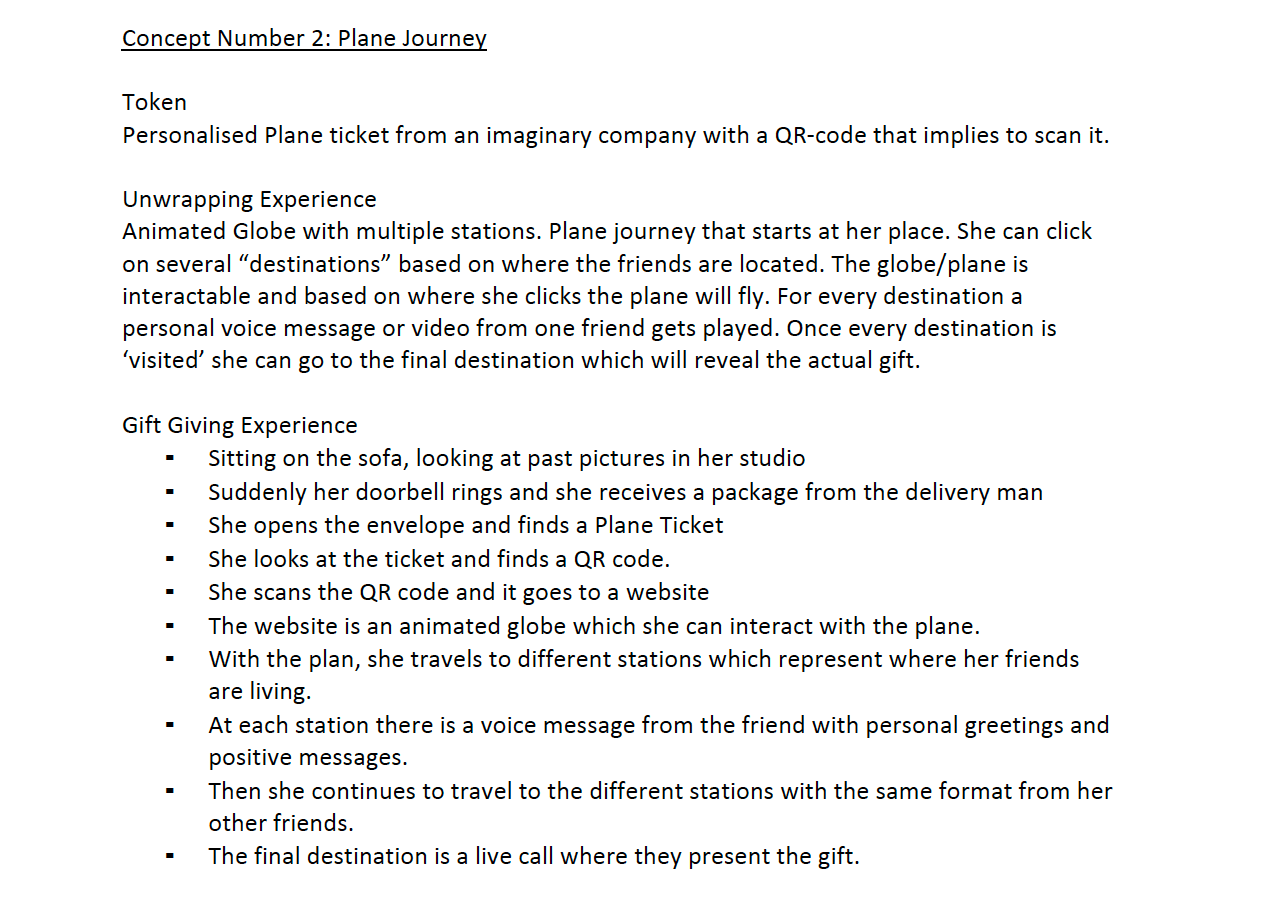 Concept Number 2: Plane Journey
Token
Personalised Plane ticket from an imaginary company with a QR-code that implies to scan it.
Unwrapping Experience
Animated Globe with multiple stations. Plane journey that starts at her place. She can click
on several “destinations” based on where the friends are located. The globe/plane is
interactable and based on where she clicks the plane will fly. For every destination a
personal voice message or video from one friend gets played. Once every destination is
‘visited’ she can go to the final destination which will reveal the actual gift.
Gift Giving Experience
▪ Sitting on the sofa, looking at past pictures in her studio
▪ Suddenly her doorbell rings and she receives a package from the delivery man
▪ She opens the envelope and finds a Plane Ticket
▪ She looks at the ticket and finds a QR code.
▪ She scans the QR code and it goes to a website
▪ The website is an animated globe which she can interact with the plane.
▪ With the plan, she travels to different stations which represent where her friends
are living.
▪ At each station there is a voice message from the friend with personal greetings and
positive messages.
▪ Then she continues to travel to the different stations with the same format from her
other friends.
▪ The final destination is a live call where they present the gift.